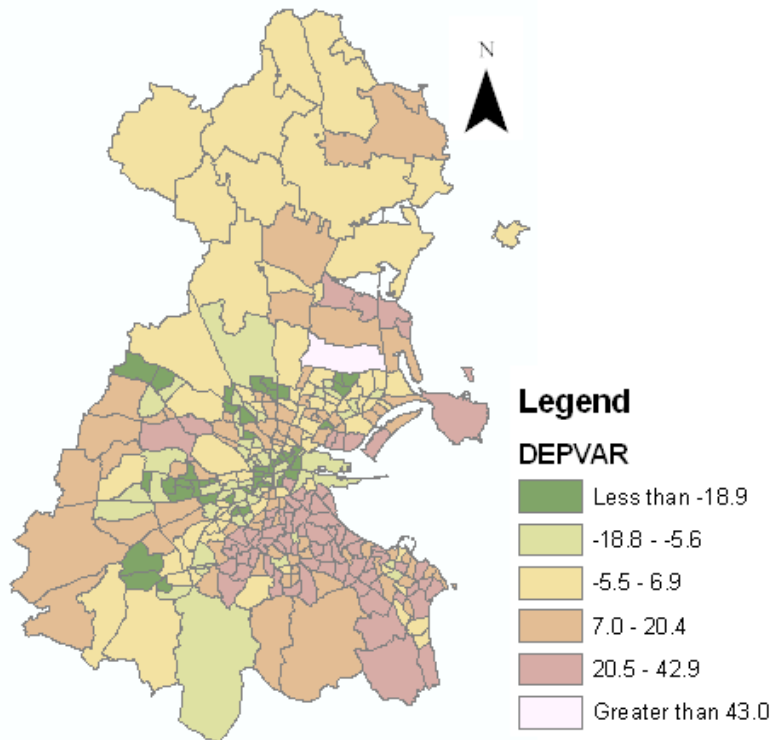 N
Legend
DEPVAR
Less than -18.9
-18.8 - -5.6
-5.5 - 6.9
7.0 - 20.4
20.5 - 42.9
Greater than 43.0